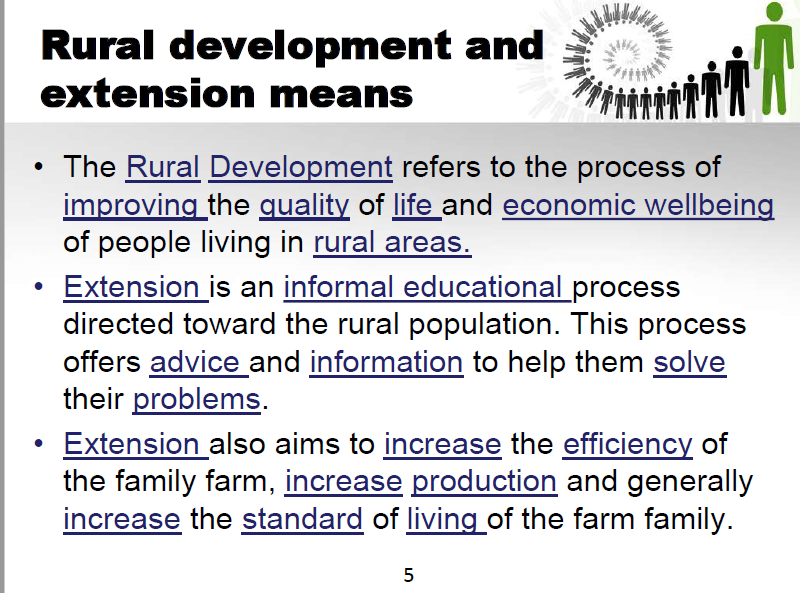 Rural development and
extension means
• The Rural Development refers to the process of
improving the quality of life and economic wellbeing
of people living in rural areas.
• Extension is an informal educational process
directed toward the rural population. This process
offers advice and information to help them solve
their problems.
• Extension also aims to increase the efficiency of
the family farm, increase production and generally
increase the standard of living of the farm family.
5